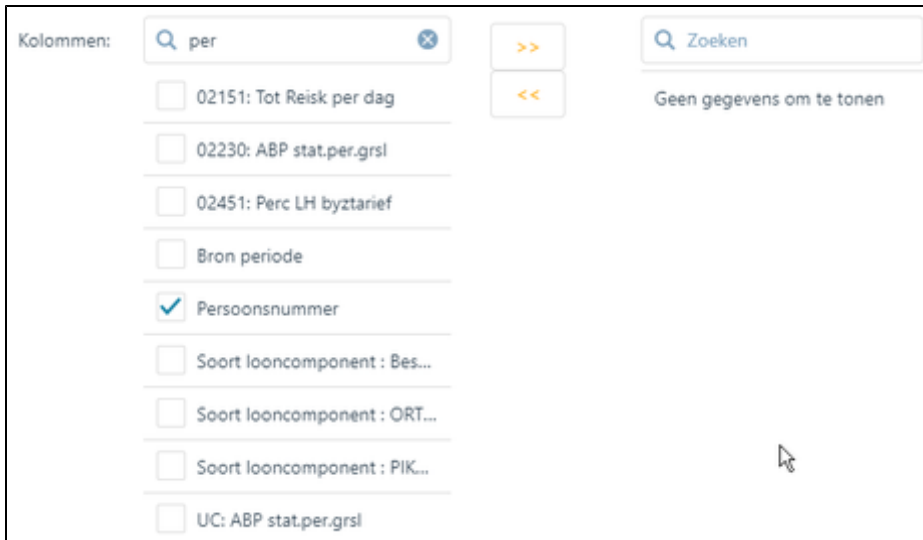 Kolommen:
per
02151: Tot Reisk per dag
02230: ABP stat.per.grsl
02451: Perc LH byztarief
Bron periode
Persoonsnummer
Soort looncomponent : Bes...
Soort looncomponent : ORT...
Soort looncomponent : PIK...
UC: ABP stat.per.grsl
>>
<<
Zoeken
Geen gegevens om te tonen